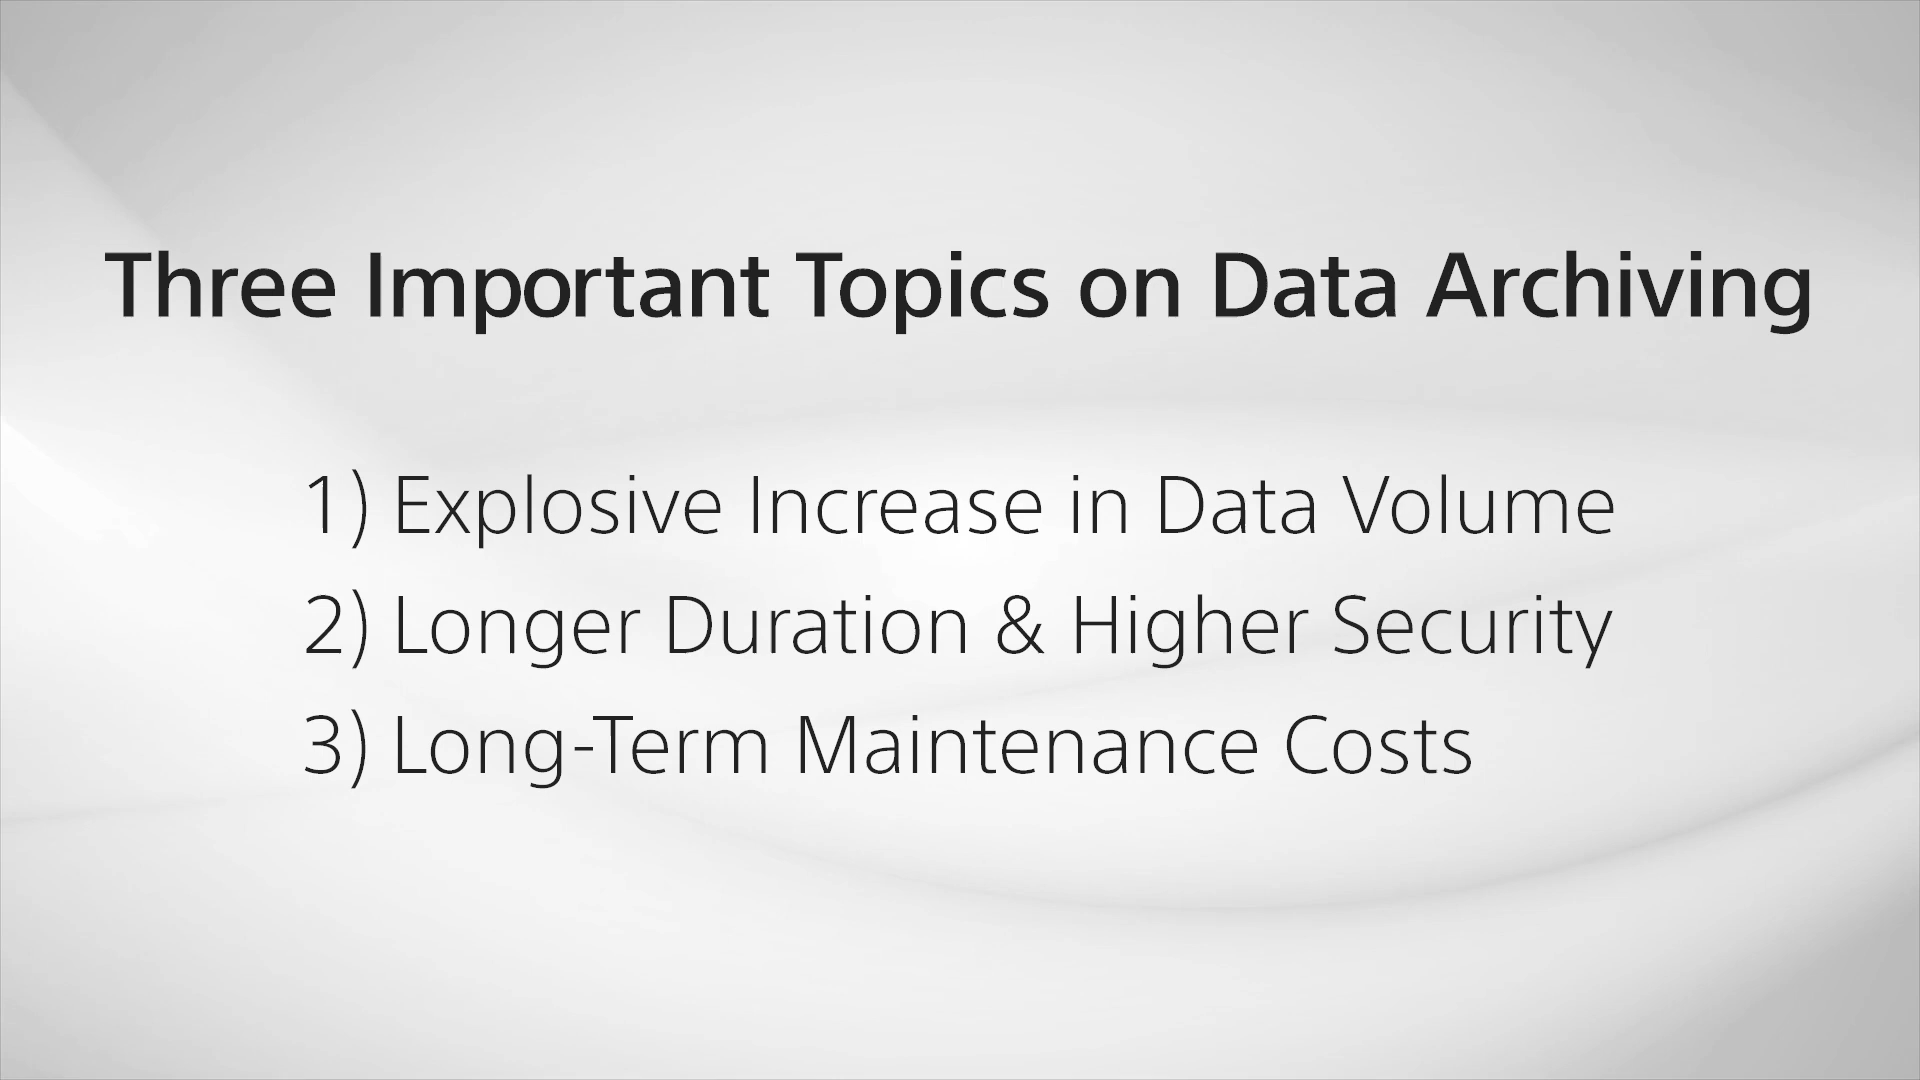 Three Important Topics on Data Archiving
1) Explosive Increase in Data Volume
2) Longer Duration & Higher Security
3) Long-Term Maintenance Costs